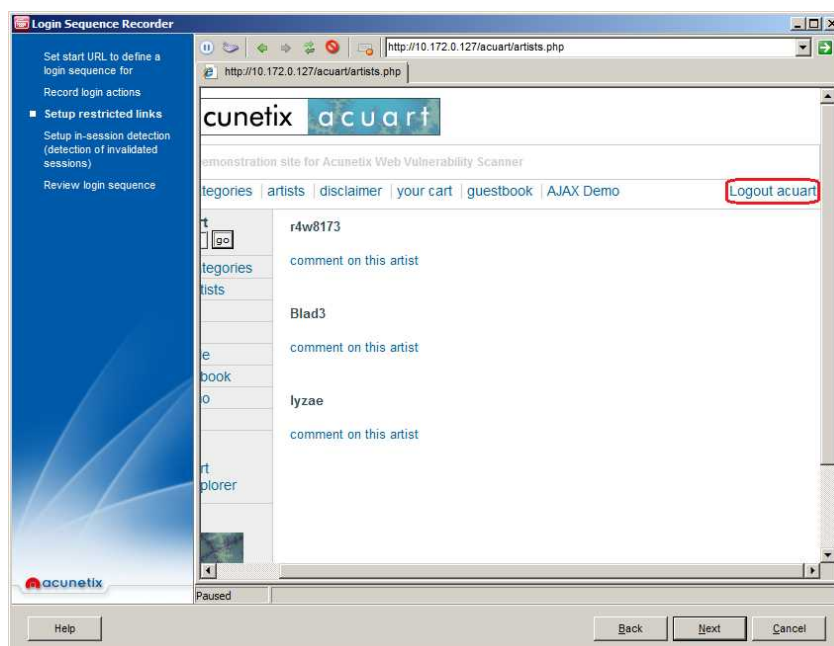 Login Sequence Recorder
Set start URL to define a
login sequence for
Record login actions
Setup restricted links
Setup in-session detection
(detection of invalidated
sessions)
Review login sequence
acunetix
http://10.172.0.127/acuart/artists.php
http://10.172.0.127/acuart/artists.php
cunetix acuart
emonstration site for Acunetix Web Vulnerability Scanner
tegories | artists | disclaimer | your cart | guestbook | AJAX Demo Logout acuart
t
go
tegories
tists
e
book
o
rt
plorer
r4w8173
comment on this artist
Blad3
comment on this artist
lyzae
comment on this artist
Paused
Help Back Next Cancel